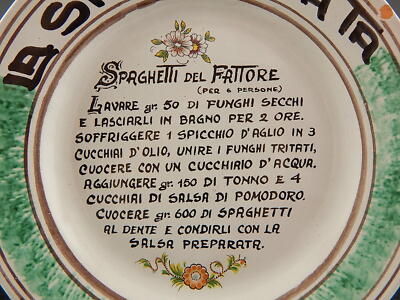 SPAGHETTI DEL FATTORE
(PER 6 PERSONE)
LAVARE gr. 50 DI FUNGHI SECCHI
E LASCIARLI IN BAGNO PER 2 ORE.
SOFFRIGGERE 1 SPICCHIO D'AGLIO IN 3
CUCCHIAI D'OLIO, UNIRE I FUNGHI TRITATI,
CUOCERE CON UN CUCCHIAIO D'ACQUA.
AGGIUNGERE gr. 150 DI TONNO E 4
CUCCHIAI DI SALSA DI POMODORO.
CUOCERE gr. 600 DI SPAGHETTI
AL DENTE E CONDIRLI CON LA
SALSA PREPARATA.